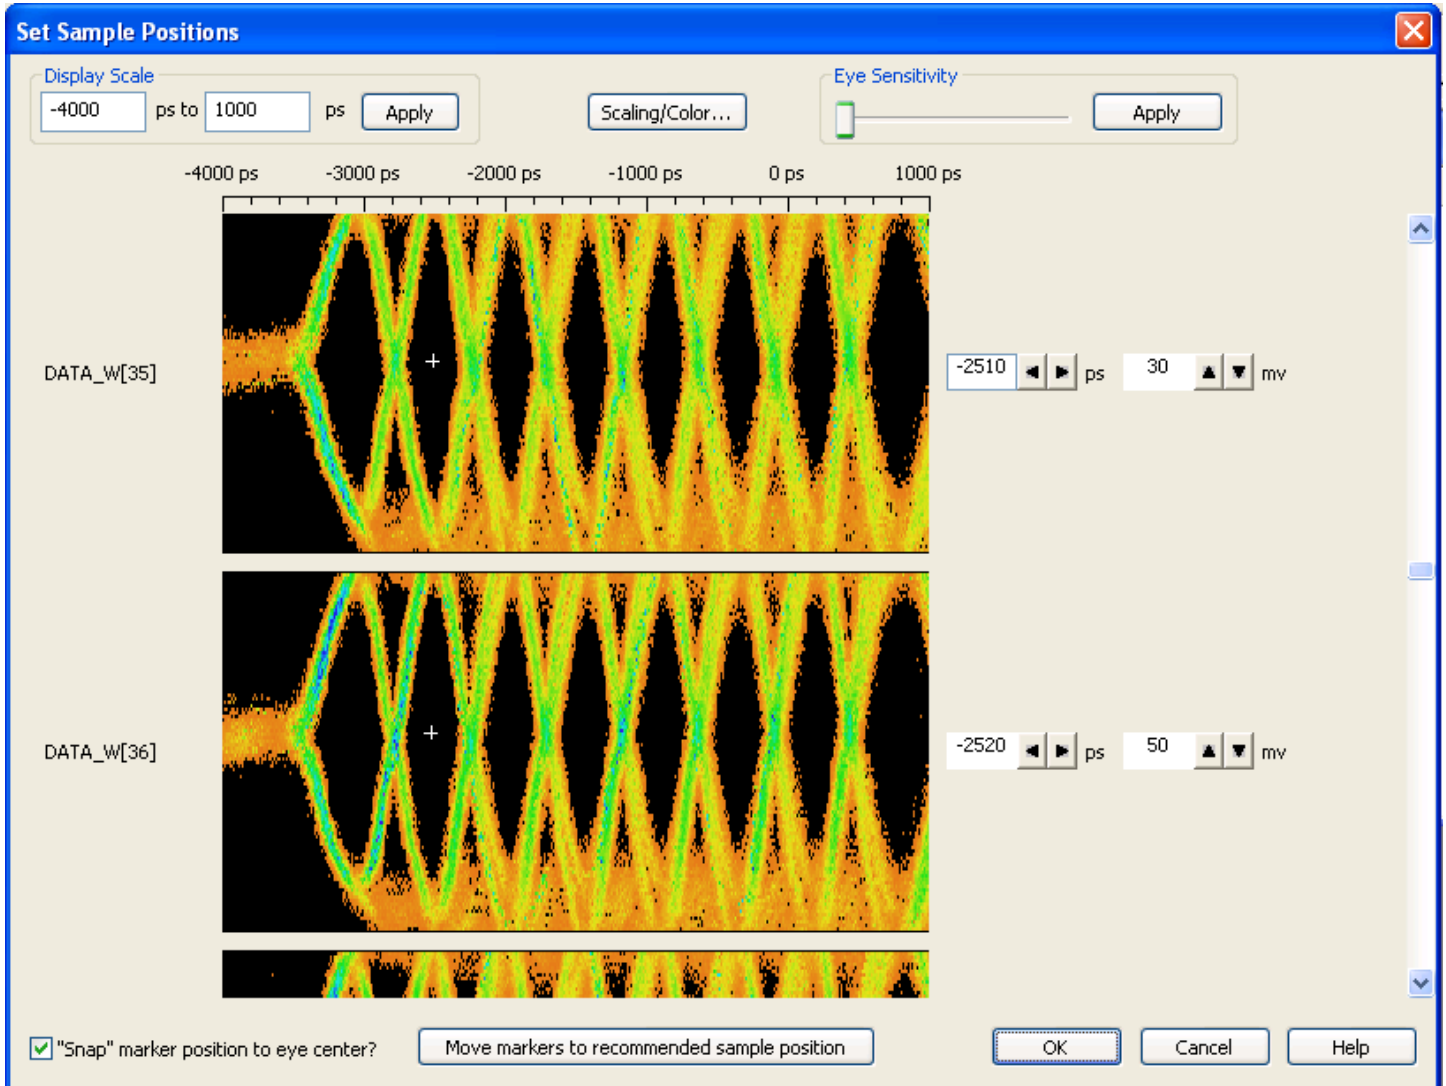 Set Sample Positions
Display Scale
Eye Sensitivity
-4000 ps to 1000 ps Apply
Scaling/Color...
Apply
-4000 ps -3000 ps -2000 ps -1000 ps 0 ps 1000 ps
DATA_W[35]
-2510 ps 30 mv
DATA_W[36]
-2520 ps 50 mv
"Snap" marker position to eye center?
Move markers to recommended sample position
OK
Cancel
Help